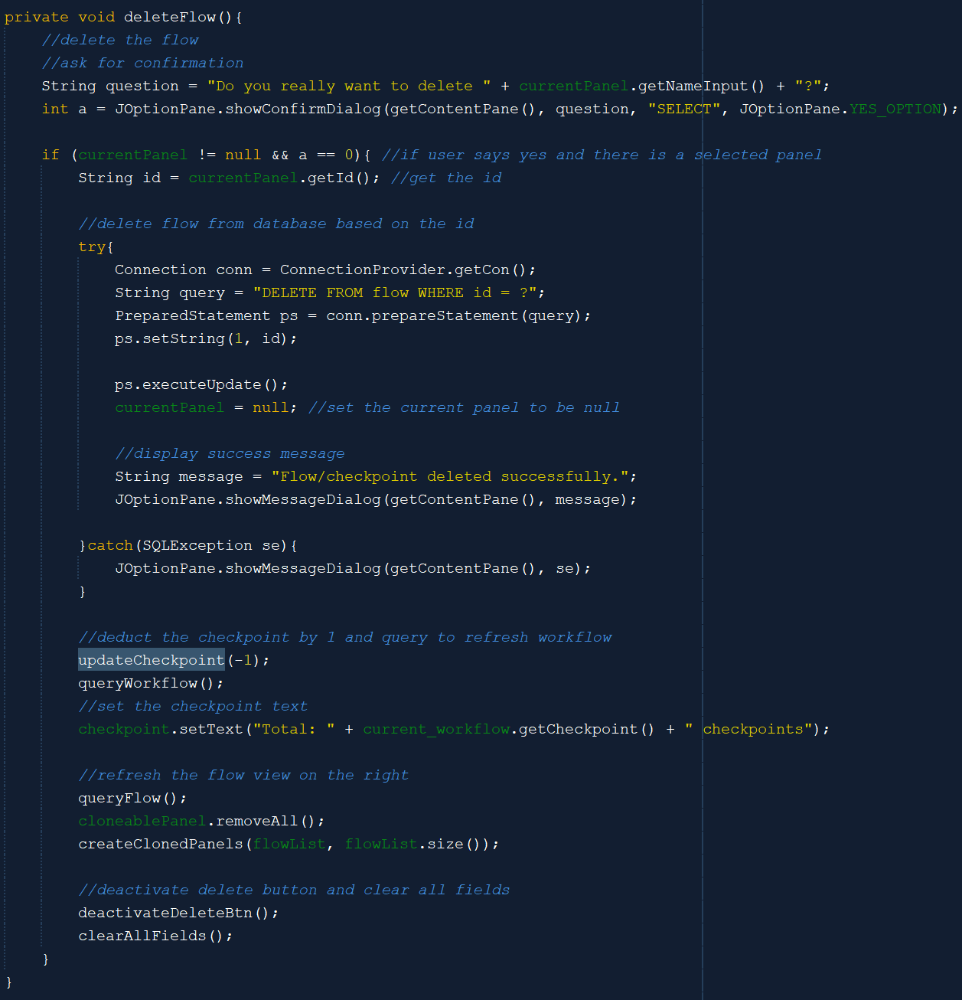 private void deleteFlow(){
    //delete the flow
    //ask for confirmation
    String question = "Do you really want to delete " + currentPanel.getNameInput() + "?";
    int a = JOptionPane.showConfirmDialog(getContentPane(), question, "SELECT", JOptionPane.YES_OPTION);

    if (currentPanel != null && a == 0){ //if user says yes and there is a selected panel
        String id = currentPanel.getId(); //get the id

        //delete flow from database based on the id
        try{
            Connection conn = ConnectionProvider.getCon();
            String query = "DELETE FROM flow WHERE id = ?";
            PreparedStatement ps = conn.prepareStatement(query);
            ps.setString(1, id);

            ps.executeUpdate();
            currentPanel = null; //set the current panel to be null

            //display success message
            String message = "Flow/checkpoint deleted successfully.";
            JOptionPane.showMessageDialog(getContentPane(), message);

        }catch(SQLException se){
            JOptionPane.showMessageDialog(getContentPane(), se);
        }

        //deduct the checkpoint by 1 and query to refresh workflow
        updateCheckpoint(-1);
        queryWorkflow();
        //set the checkpoint text
        checkpoint.setText("Total: " + current_workflow.getCheckpoint() + " checkpoints");

        //refresh the flow view on the right
        queryFlow();
        cloneablePanel.removeAll();
        createClonedPanels(flowList, flowList.size());

        //deactivate delete button and clear all fields
        deactivateDeleteBtn();
        clearAllFields();
    }
}